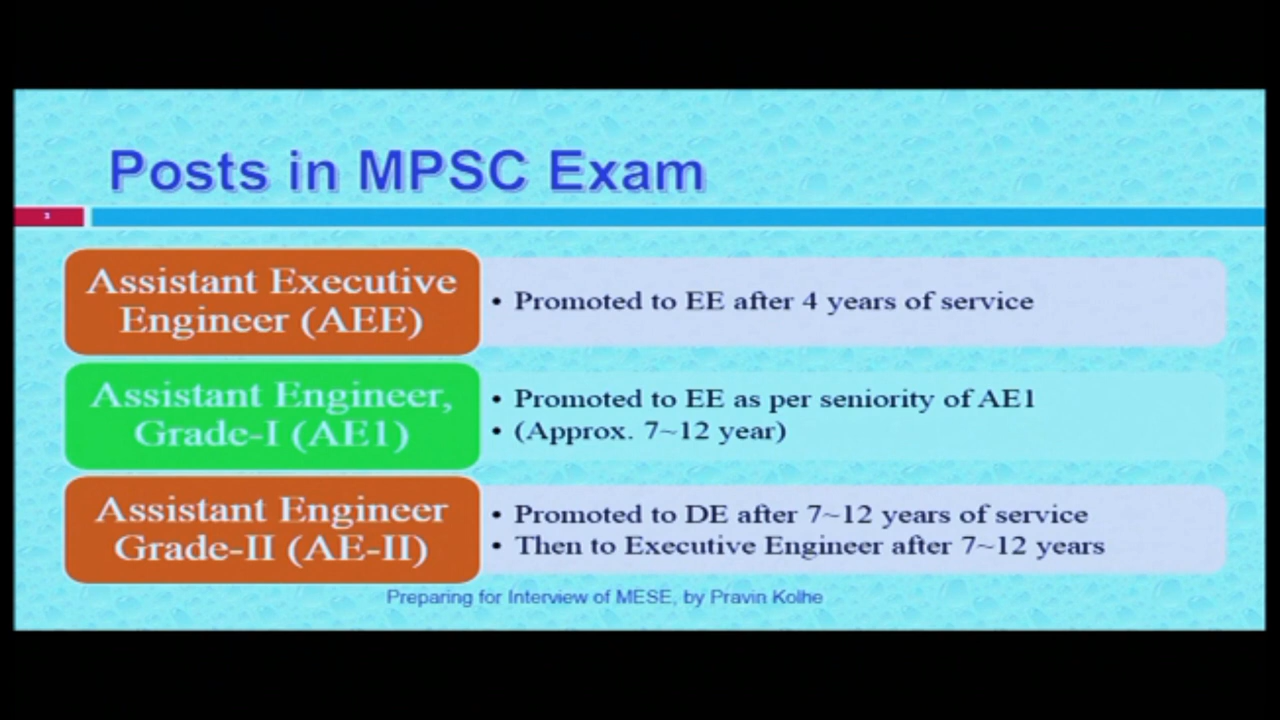 Posts in MPSC Exam
Assistant Executive
Engineer (AEE)
• Promoted to EE after 4 years of service
Assistant Engineer,
Grade-I (AE1)
• Promoted to EE as per seniority of AE1
• (Approx. 7~12 year)
Assistant Engineer
Grade-II (AE-II)
• Promoted to DE after 7~12 years of service
• Then to Executive Engineer after 7~12 years
Preparing for Interview of MESE, by Pravin Kolhe